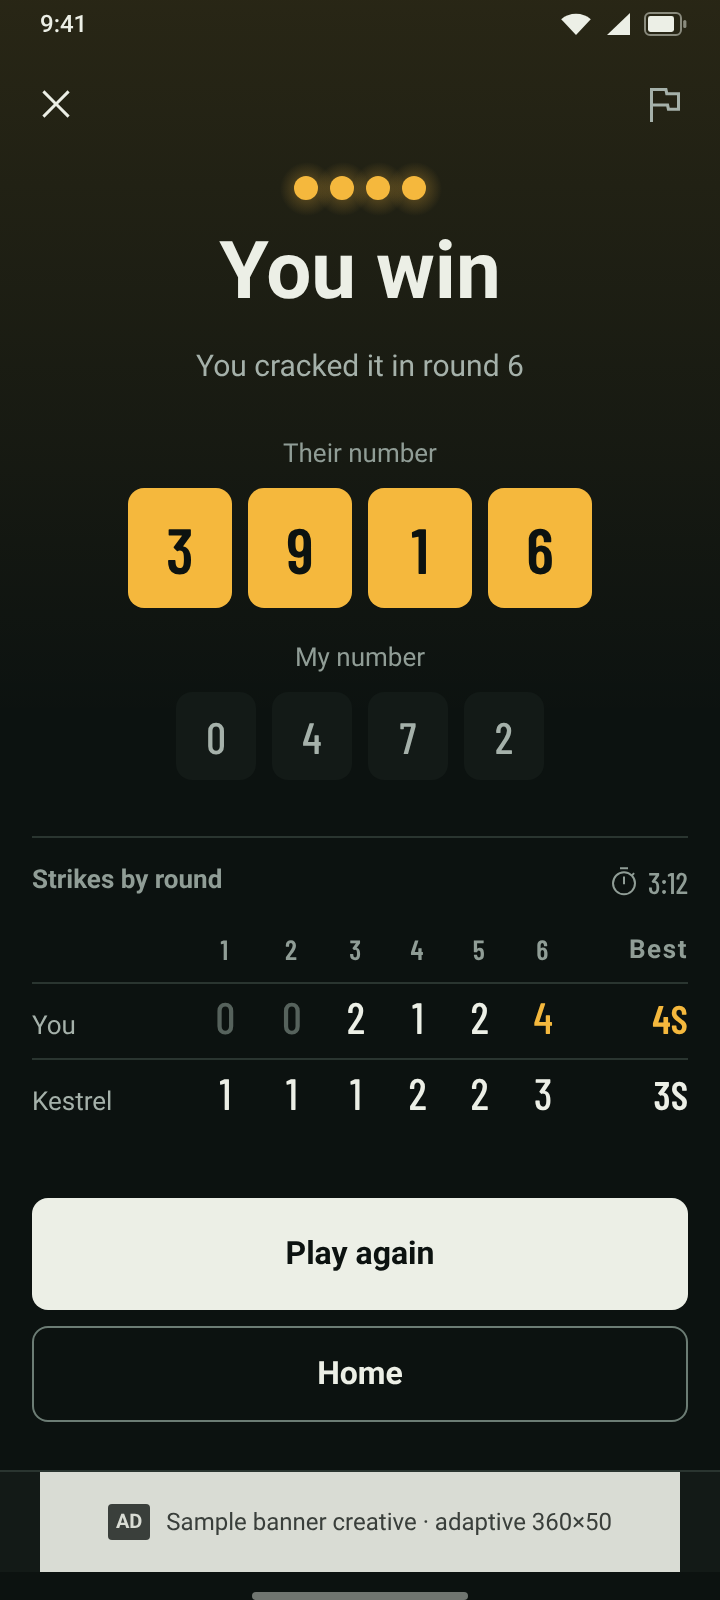 9:41
You win
You cracked it in round 6
Their number
3 9 1 6
My number
0 4 7 2
Strikes by round 3:12
1 2 3 4 5 6 Best
You 0 0 2 1 2 4 4S
Kestrel 1 1 1 2 2 3 3S
Play again
Home
AD Sample banner creative · adaptive 360×50